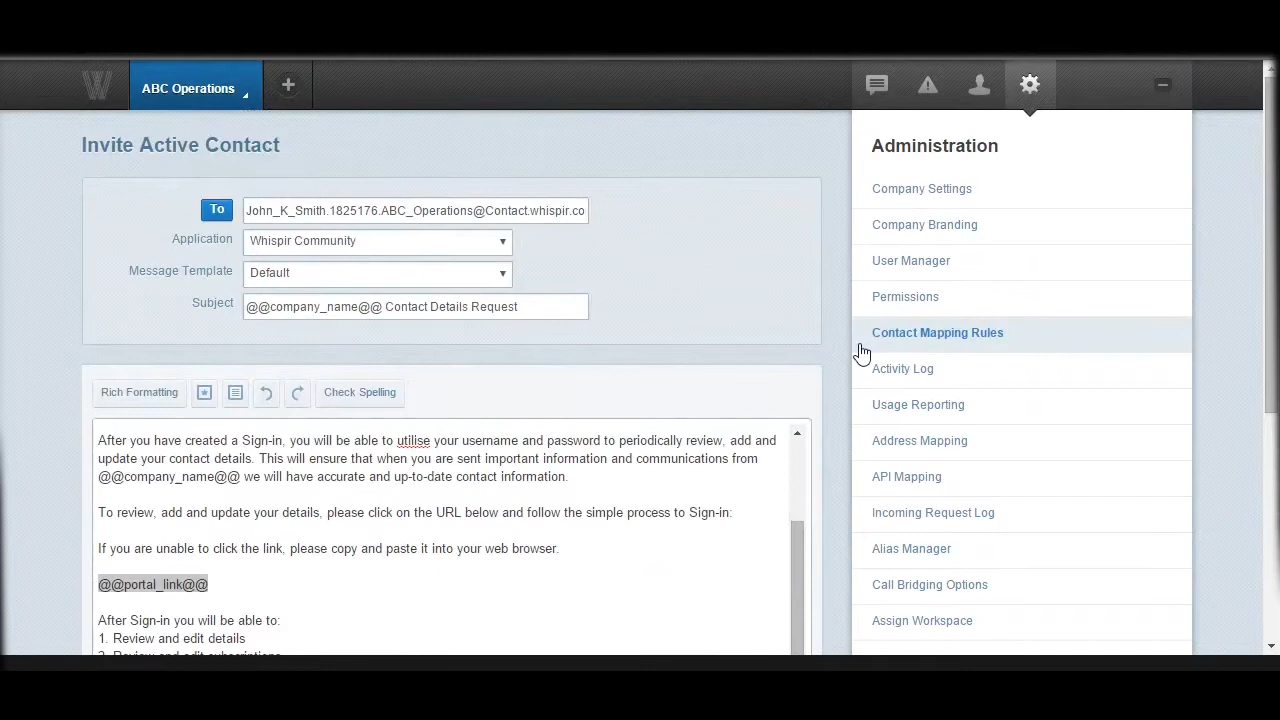 W
ABC Operations
Invite Active Contact
To John_K_Smith.1825176.ABC_Operations@Contact.whispir.co
Application Whispir Community
Message Template Default
Subject @@company_name@@ Contact Details Request
Rich Formatting Check Spelling
After you have created a Sign-in, you will be able to utilise your username and password to periodically review, add and
update your contact details. This will ensure that when you are sent important information and communications from
@@company_name@@ we will have accurate and up-to-date contact information.
To review, add and update your details, please click on the URL below and follow the simple process to Sign-in:
If you are unable to click the link, please copy and paste it into your web browser.
@@portal_link@@
After Sign-in you will be able to:
1. Review and edit details
2. Review and edit subscriptions
Administration
Company Settings
Company Branding
User Manager
Permissions
Contact Mapping Rules
Activity Log
Usage Reporting
Address Mapping
API Mapping
Incoming Request Log
Alias Manager
Call Bridging Options
Assign Workspace